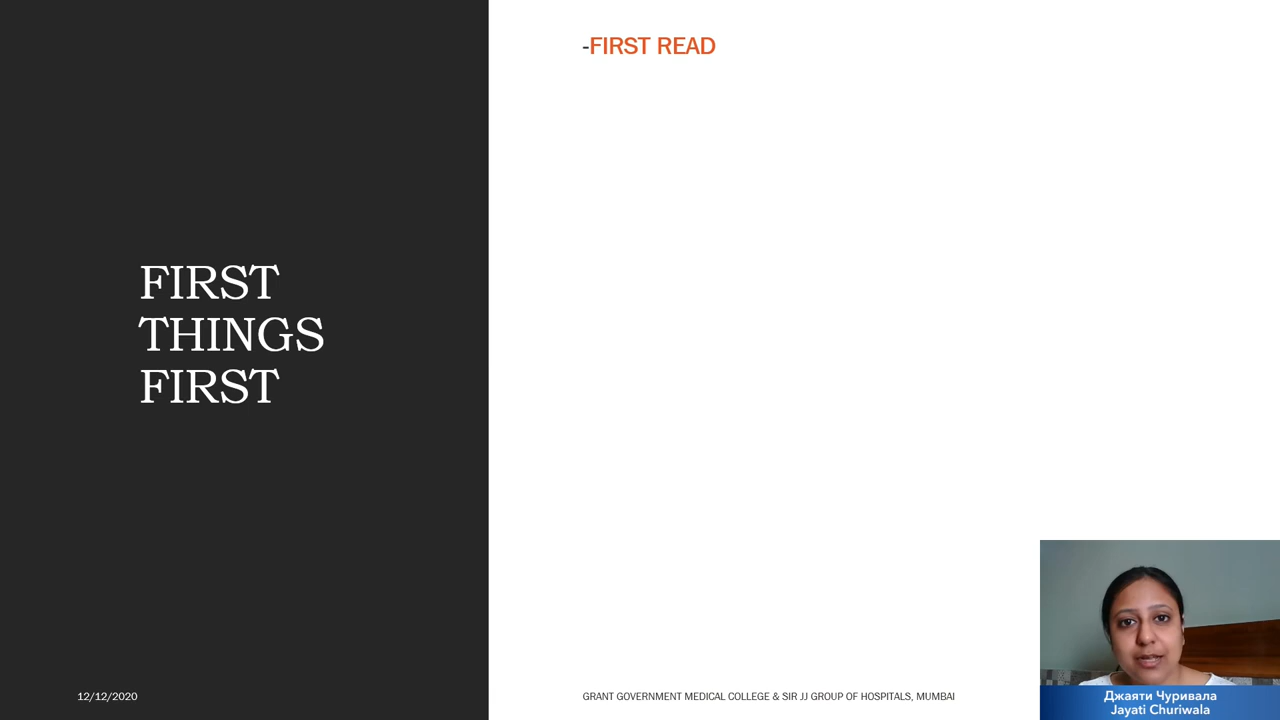 -FIRST READ
FIRST
THINGS
FIRST
12/12/2020
GRANT GOVERNMENT MEDICAL COLLEGE & SIR JJ GROUP OF HOSPITALS, MUMBAI
Джаяти Чуривала
Jayati Churiwala